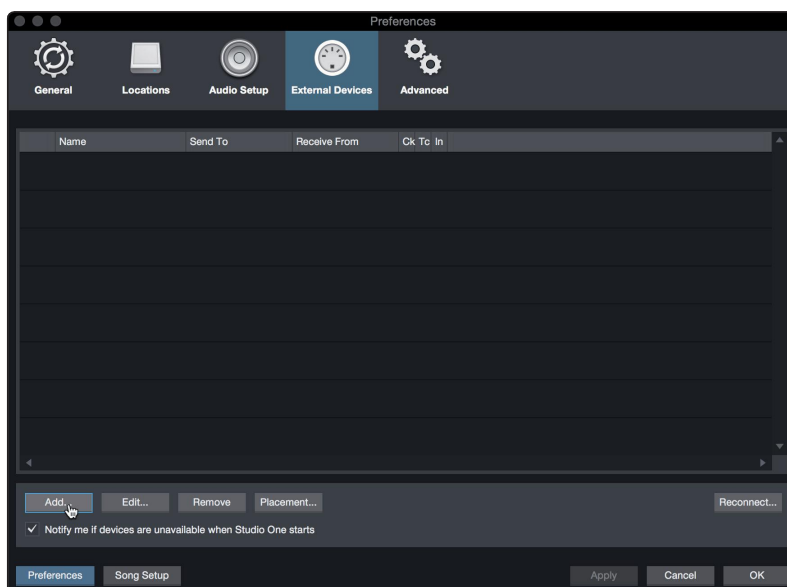 Preferences
General Locations Audio Setup External Devices Advanced
Name Send To Receive From Ck Tc In
Add... Edit... Remove Placement... Reconnect...
Notify me if devices are unavailable when Studio One starts
Preferences Song Setup Apply Cancel OK